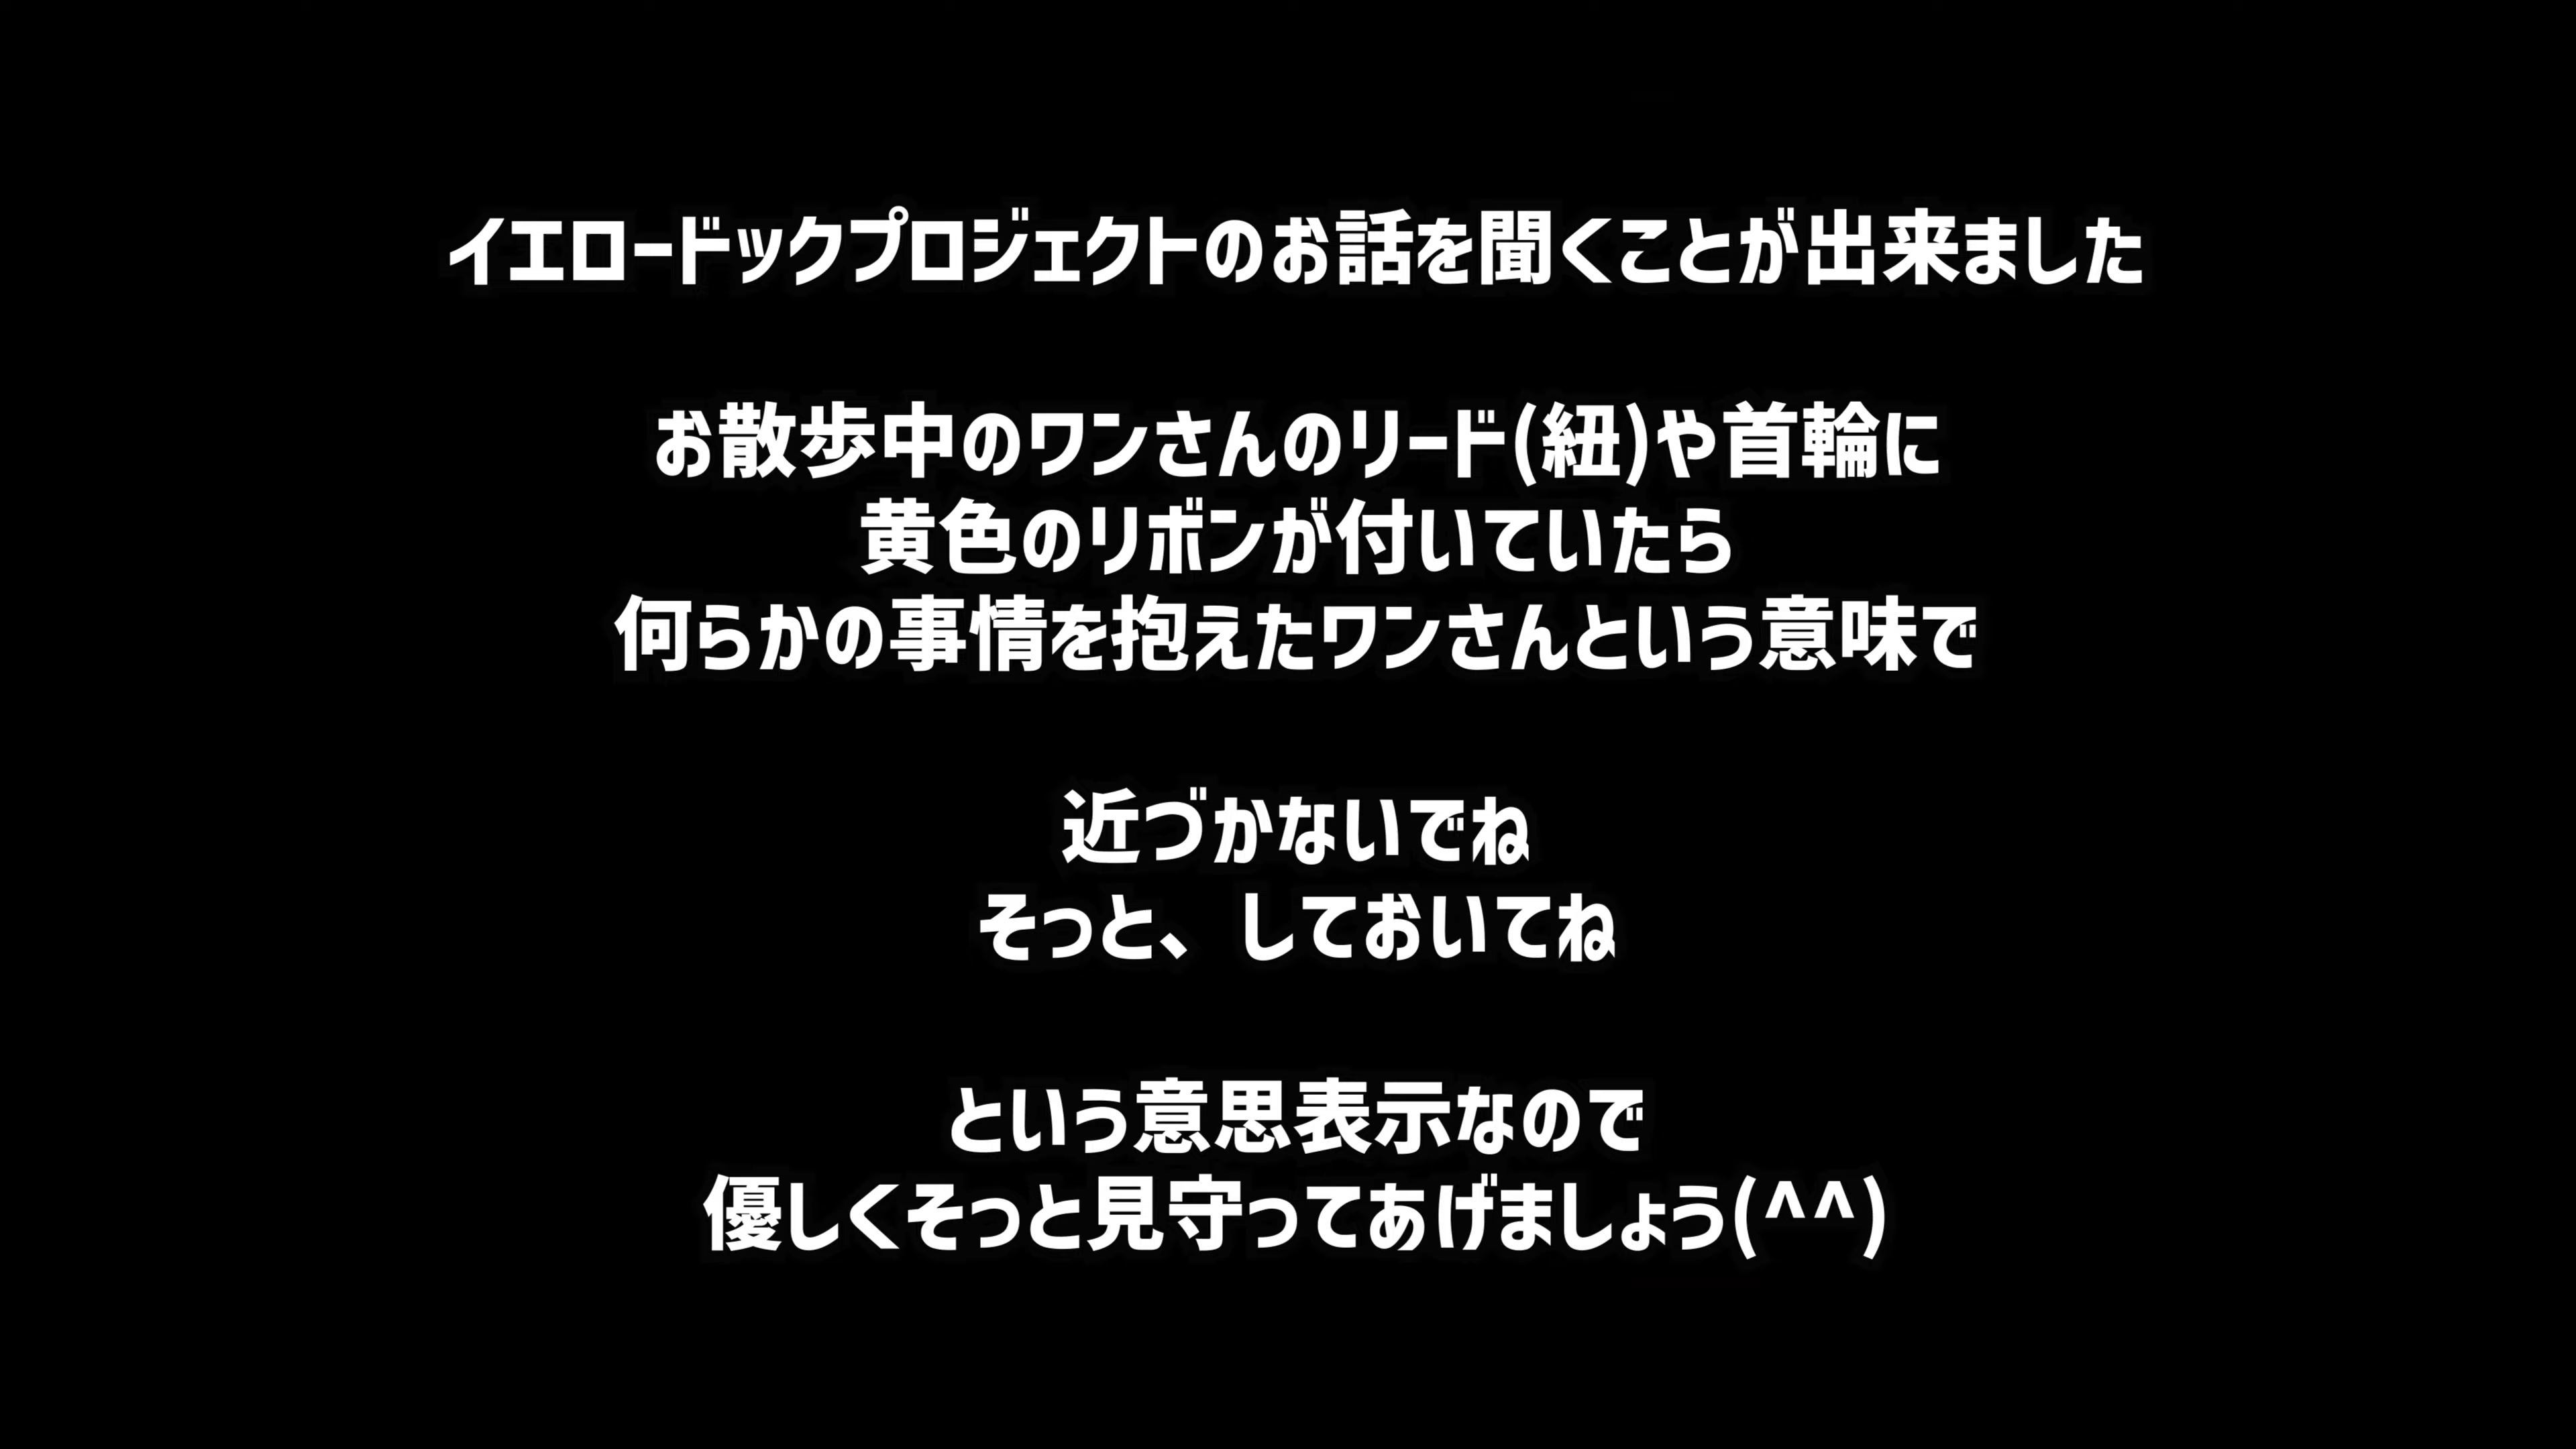 イエロードックプロジェクトのお話を聞くことが出来ました
お散歩中のワンさんのリード(紐)や首輪に
黄色のリボンが付いていたら
何らかの事情を抱えたワンさんという意味で
近づかないでね
そっと、しておいてね
という意思表示なので
優しくそっと見守ってあげましょう(^^)